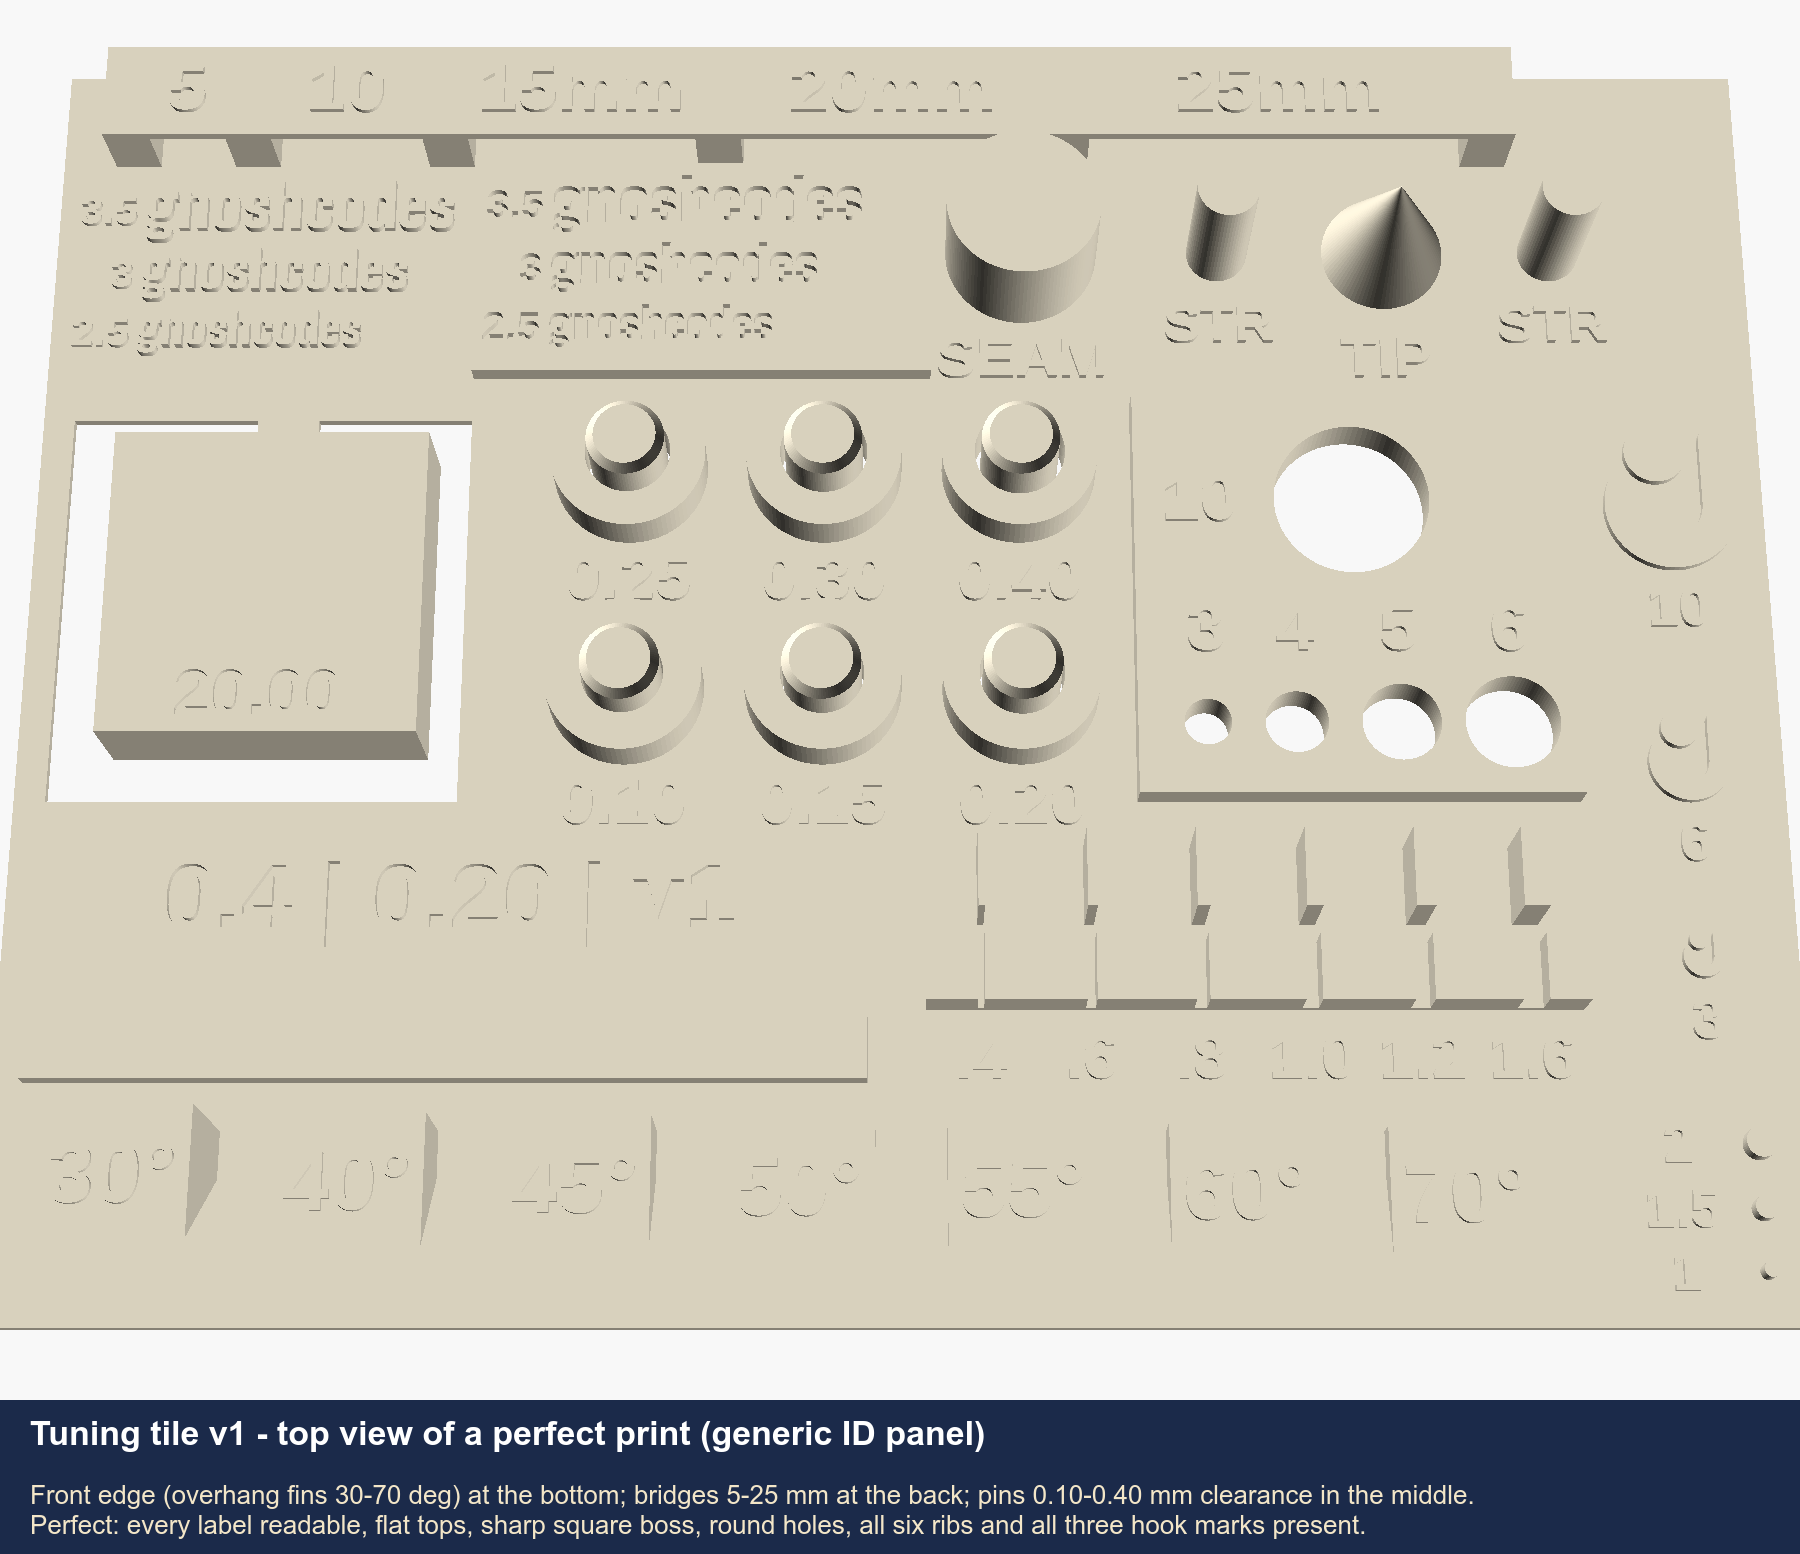 5 10 15mm 20mm 25mm
3.5 gnoshcodes 3.5 gnoshcodes
3 gnoshcodes 3 gnoshcodes
2.5 gnoshcodes 2.5 gnoshcodes
SEAM STR TIP STR
10
0.25 0.30 0.40
10
3 4 5 6
20.00
0.10 0.15 0.20
6
0.4 | 0.20 | v1
3
.4 .6 .8 1.0 1.2 1.6
30° 40° 45° 50° 55° 60° 70°
2
1.5
1
Tuning tile v1 - top view of a perfect print (generic ID panel)
Front edge (overhang fins 30-70 deg) at the bottom; bridges 5-25 mm at the back; pins 0.10-0.40 mm clearance in the middle.
Perfect: every label readable, flat tops, sharp square boss, round holes, all six ribs and all three hook marks present.